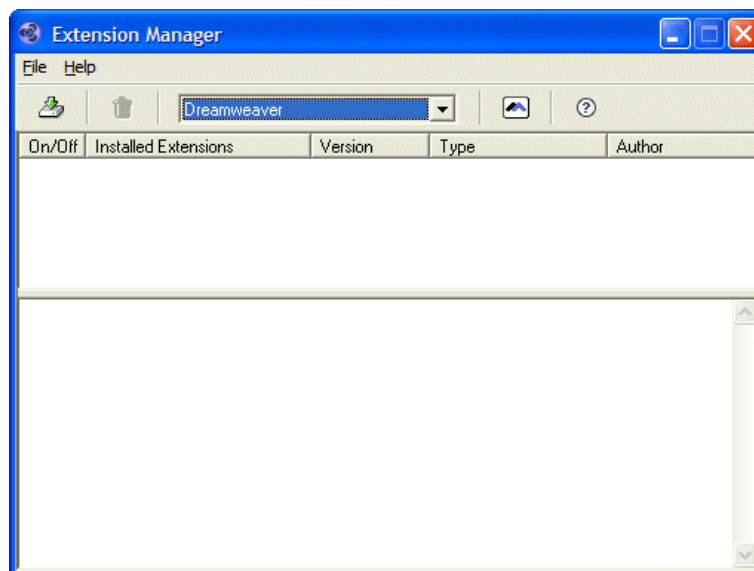 Extension Manager
File Help
Dreamweaver
?
On/Off Installed Extensions Version Type Author